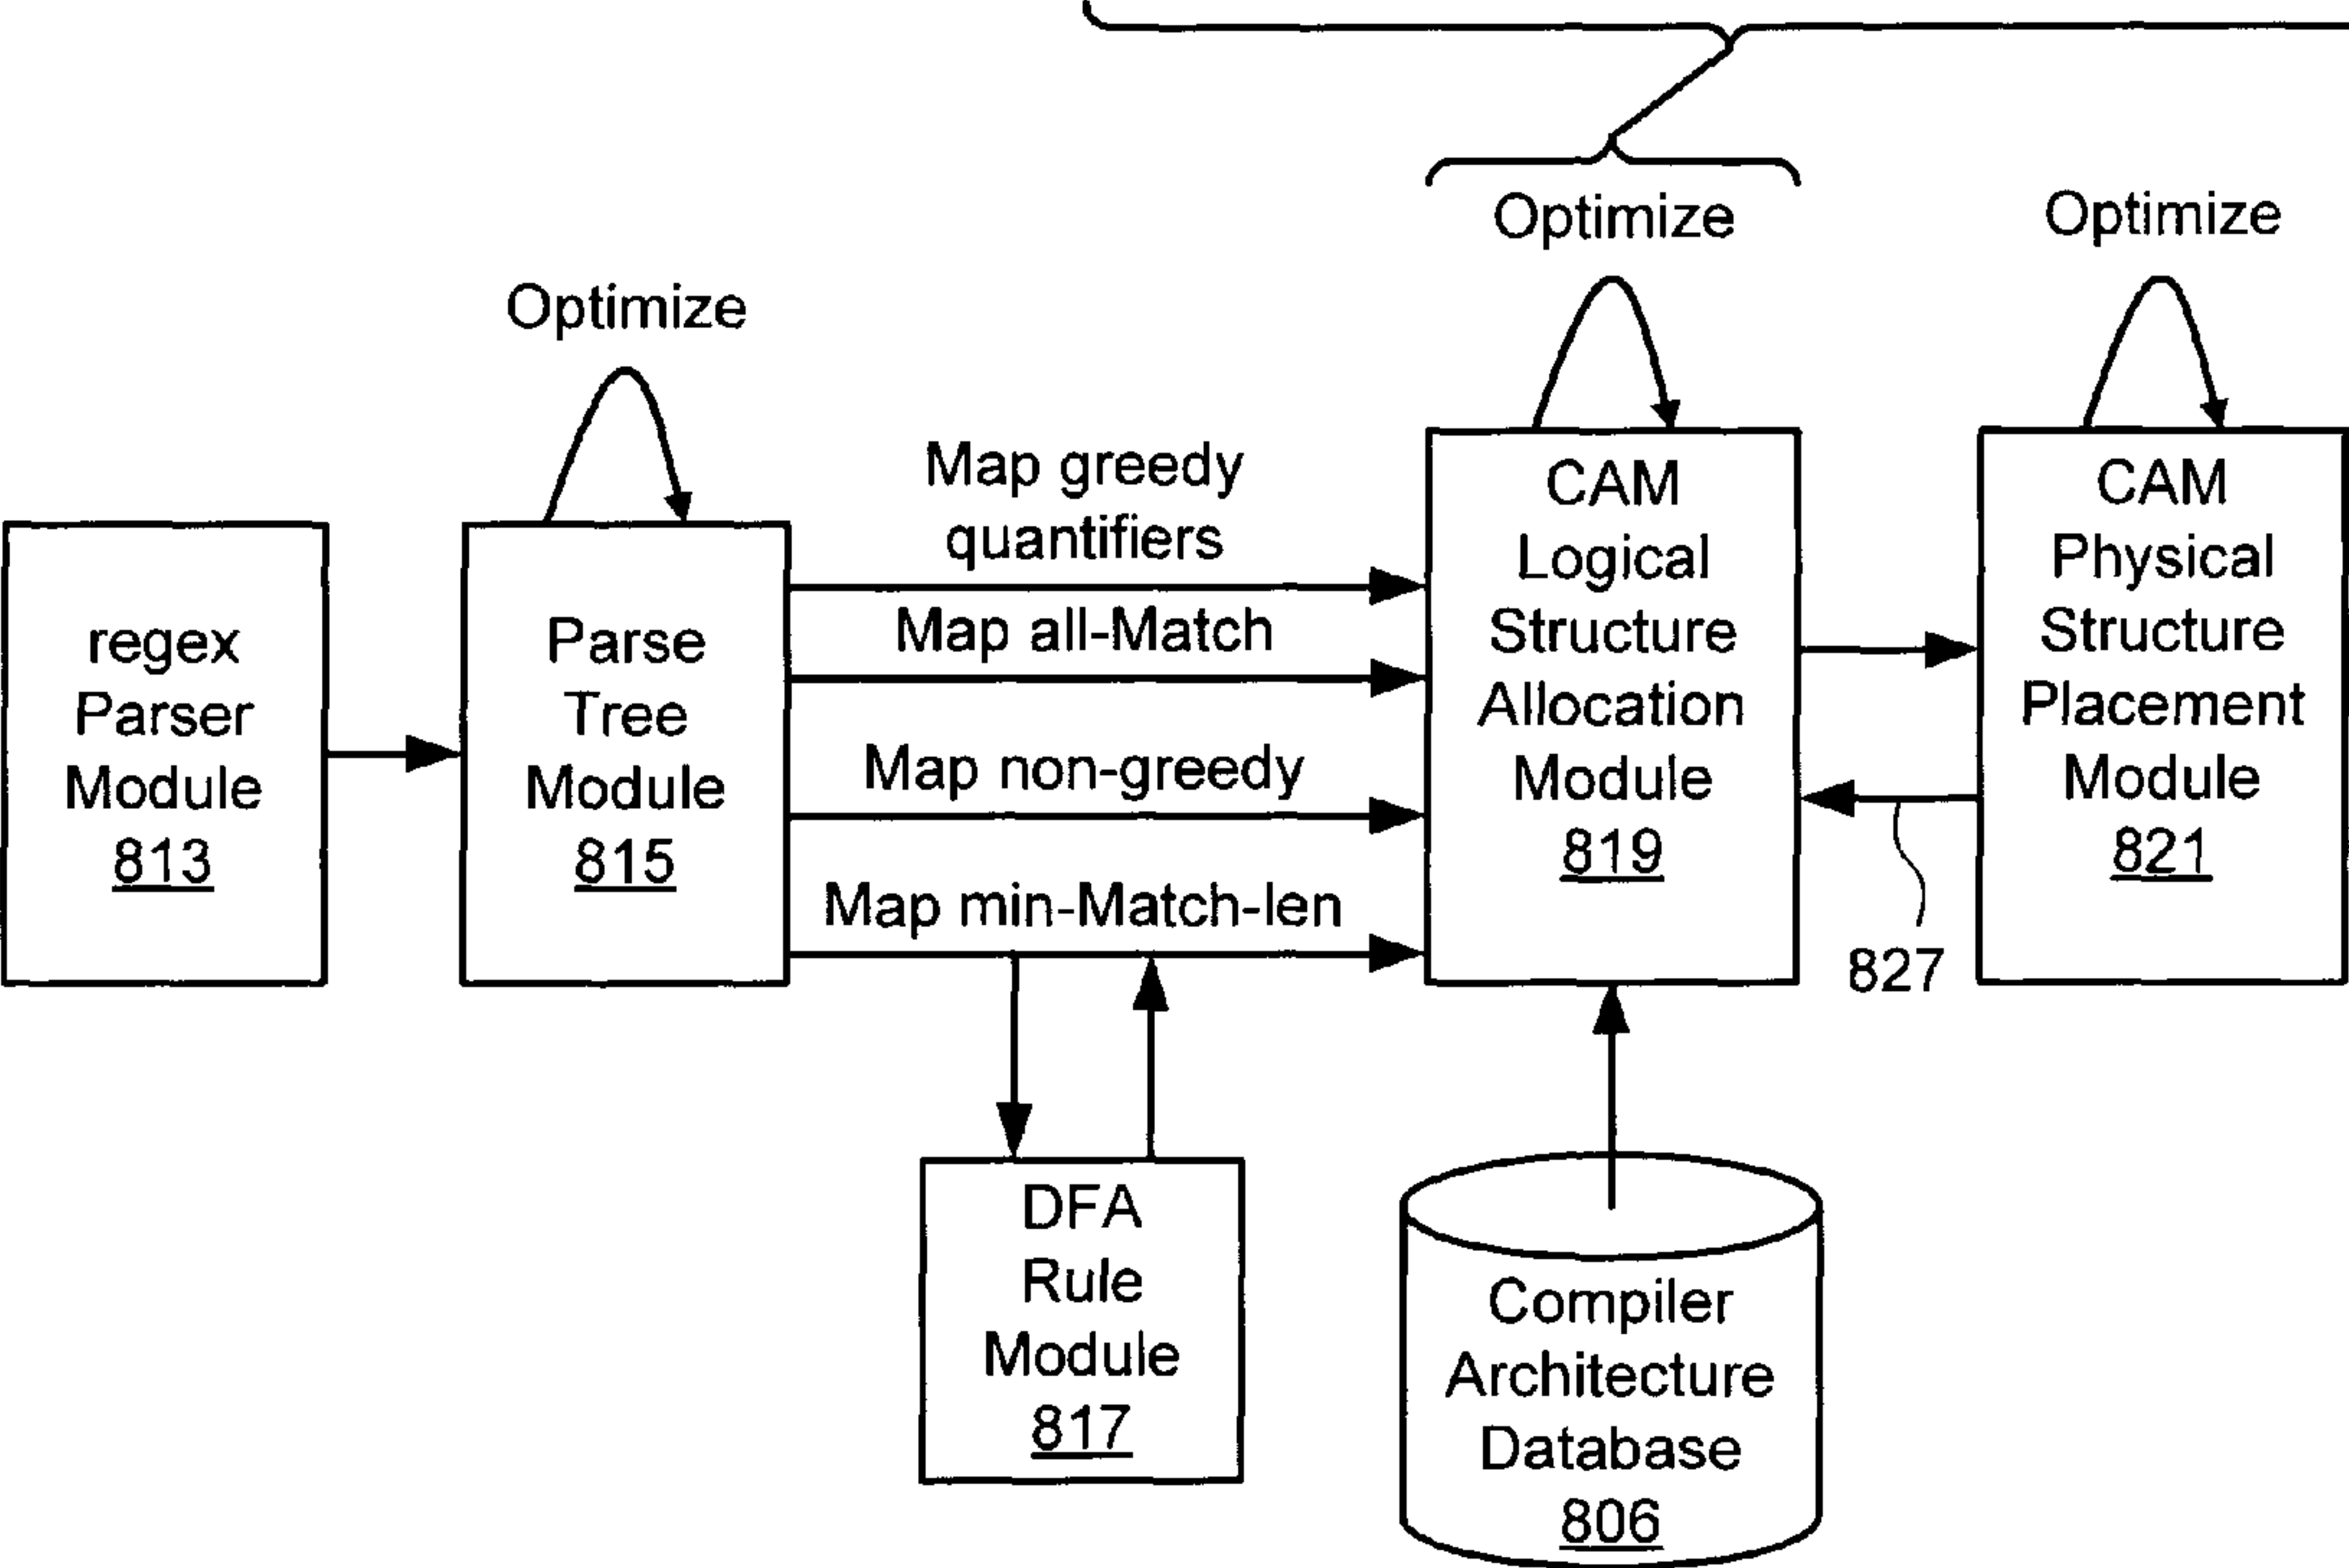 Optimize
Optimize
Optimize
Map greedy
quantifiers
Map all-Match
Map non-greedy
Map min-Match-len
regex
Parser
Module
813
Parse
Tree
Module
815
CAM
Logical
Structure
Allocation
Module
819
CAM
Physical
Structure
Placement
Module
821
827
DFA
Rule
Module
817
Compiler
Architecture
Database
806